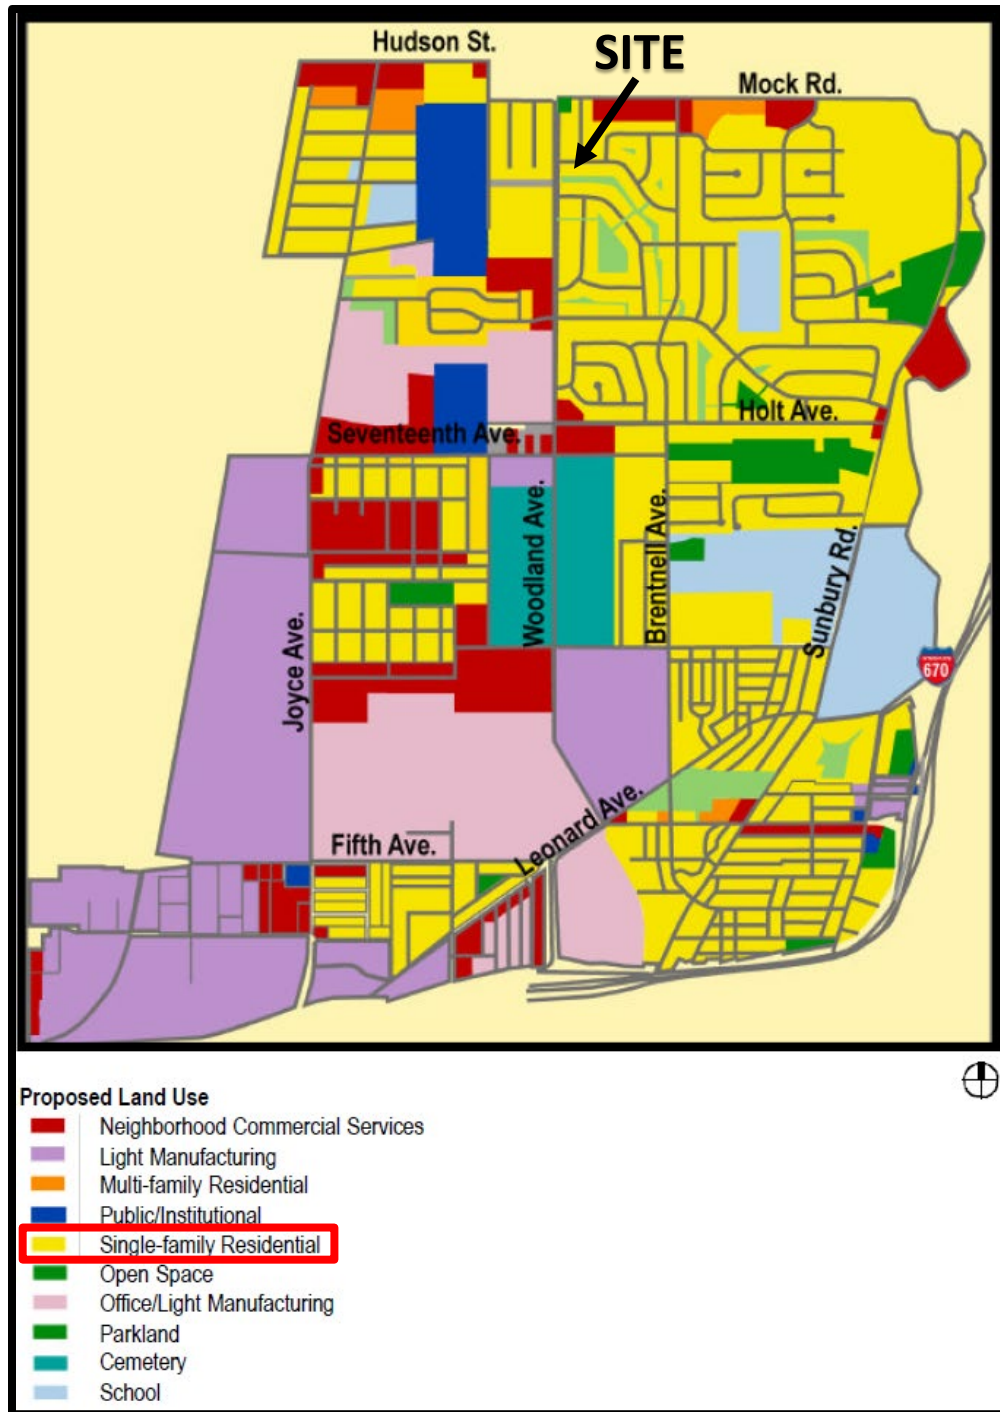 Hudson St.
SITE
Mock Rd.
Holt Ave.
Seventeenth Ave.
Woodland Ave.
Brentnell Ave.
Sunbury Rd.
Joyce Ave.
670
Leonard Ave.
Fifth Ave.
Proposed Land Use
Neighborhood Commercial Services
Light Manufacturing
Multi-family Residential
Public/Institutional
Single-family Residential
Open Space
Office/Light Manufacturing
Parkland
Cemetery
School